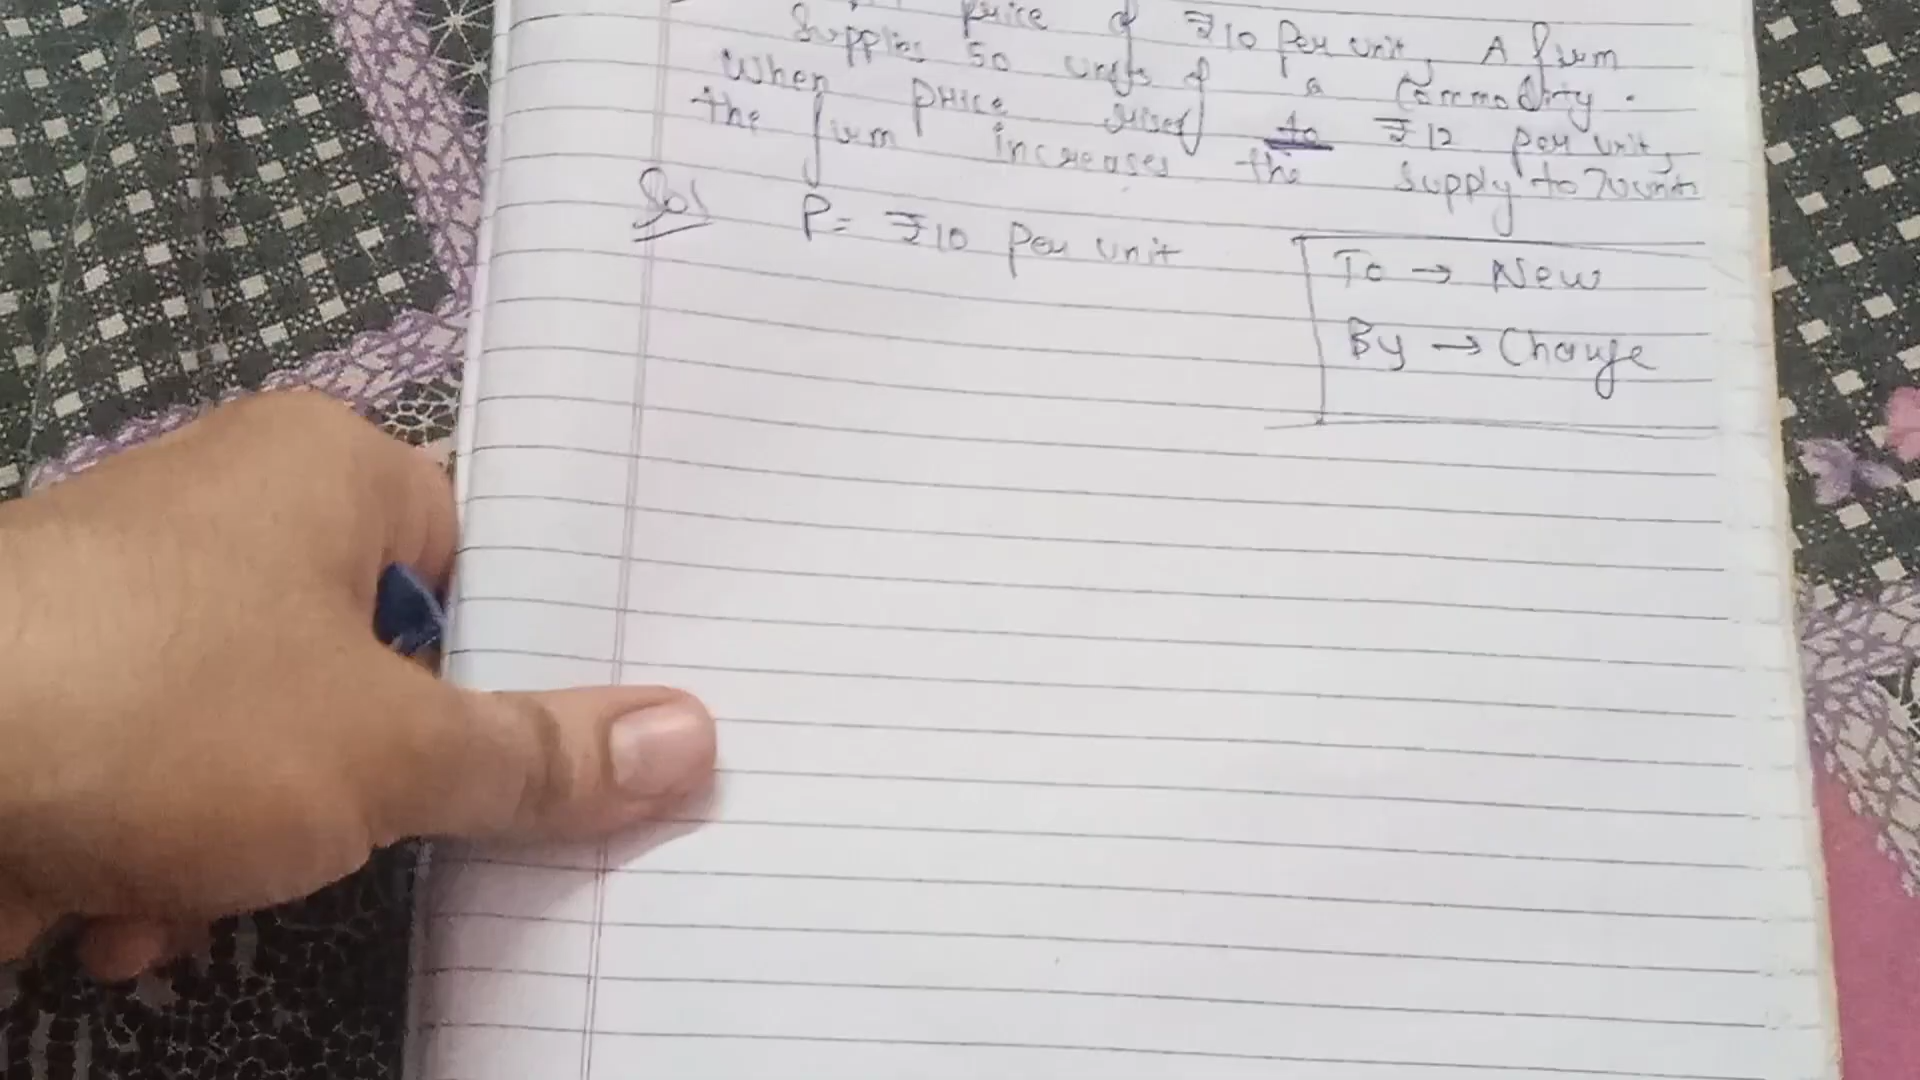 price of ₹10 Per unit, A firm
Supplies 50 units of a Commodity.
When price rises to ₹12 per unit,
the firm increases the supply to 70 units
Sol P= ₹10 Per unit
To → New
By → Change